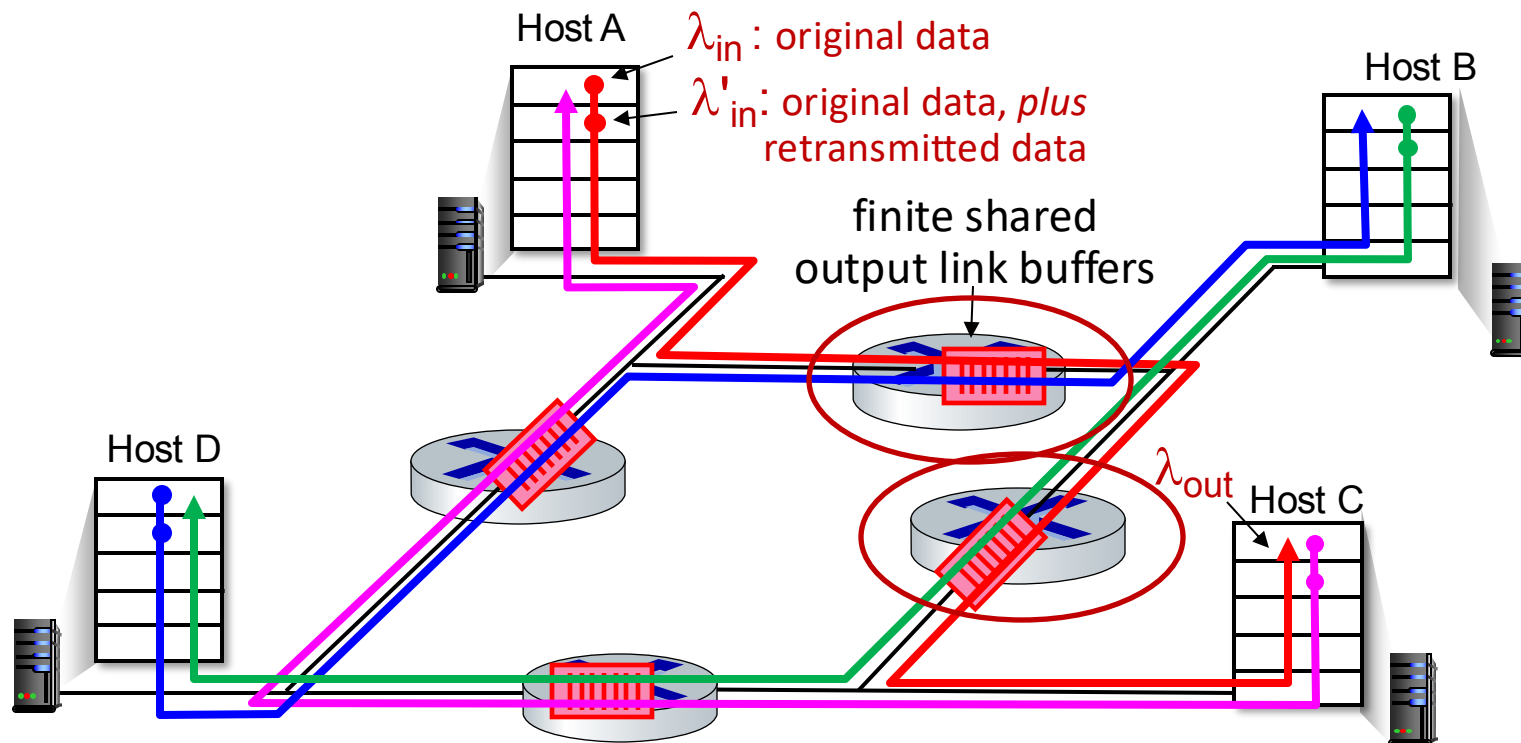 Host A
λin : original data
λ'in: original data, plus
retransmitted data
Host B
finite shared
output link buffers
Host D
λout
Host C